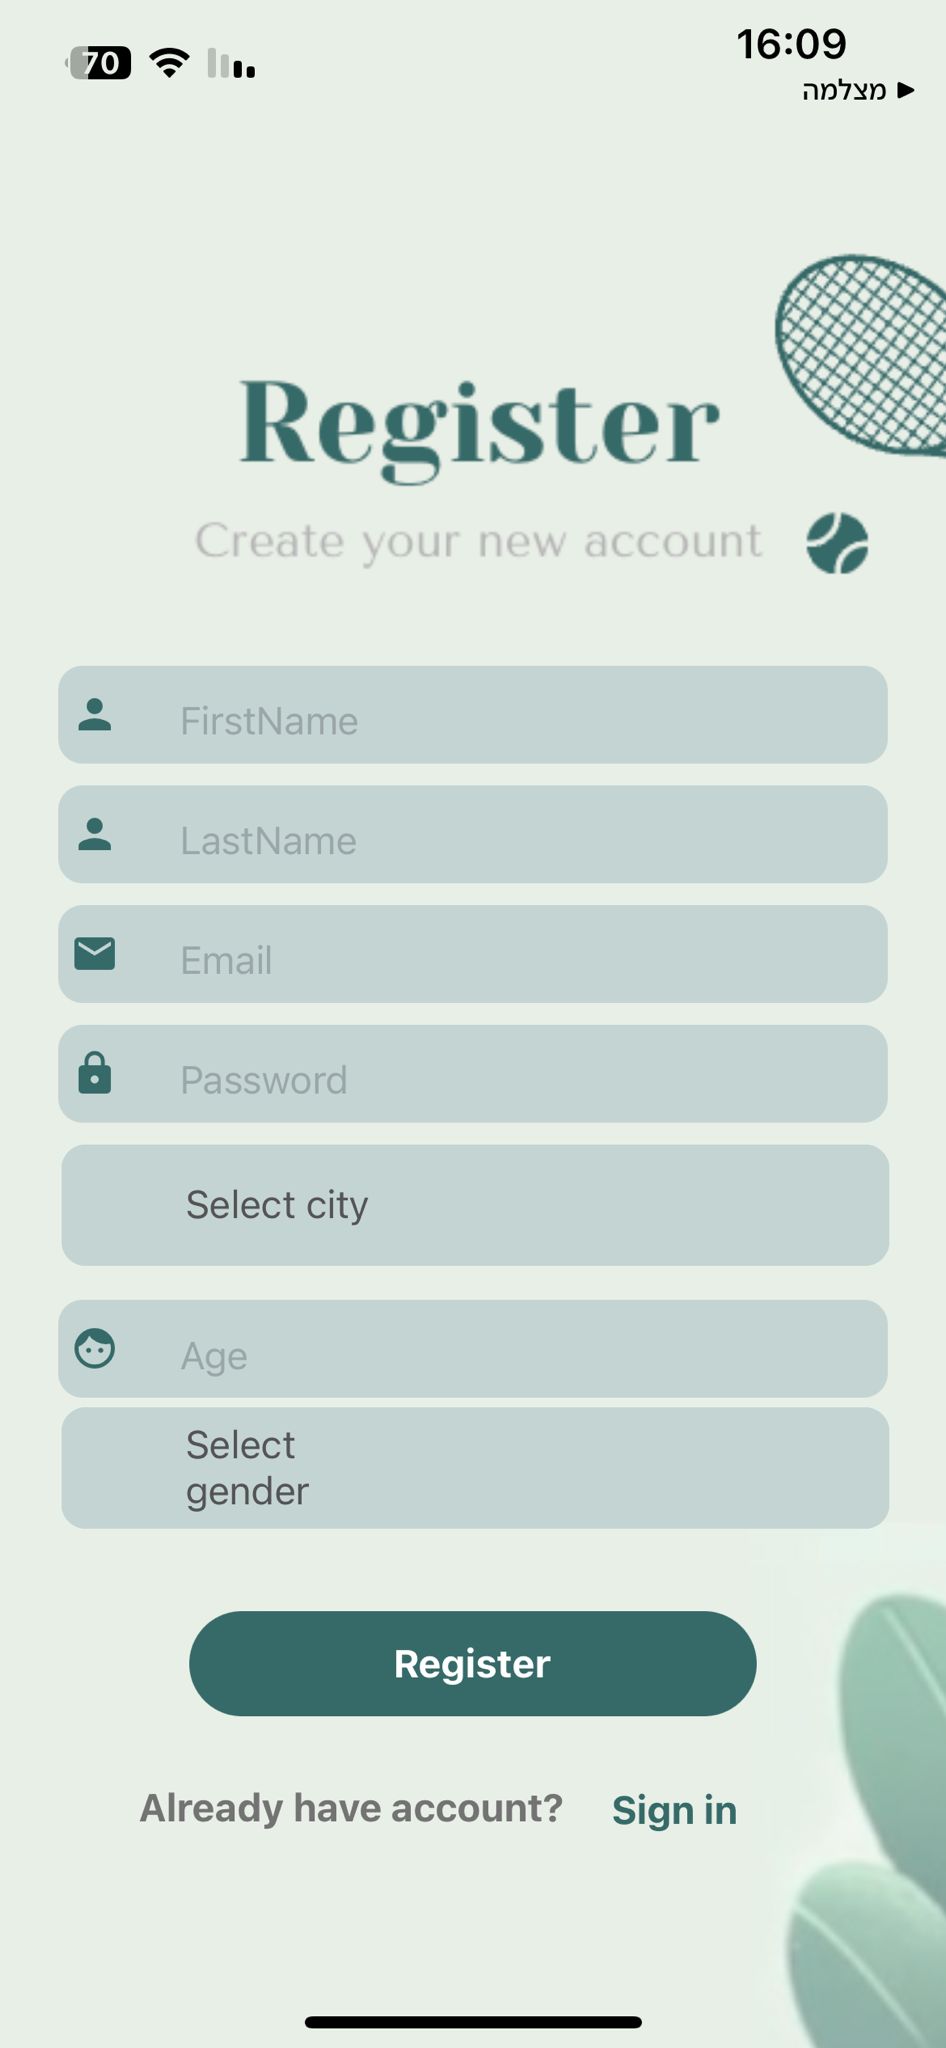 70
16:09
מצלמה
Register
Create your new account
FirstName
LastName
Email
Password
Select city
Age
Select
gender
Register
Already have account? Sign in